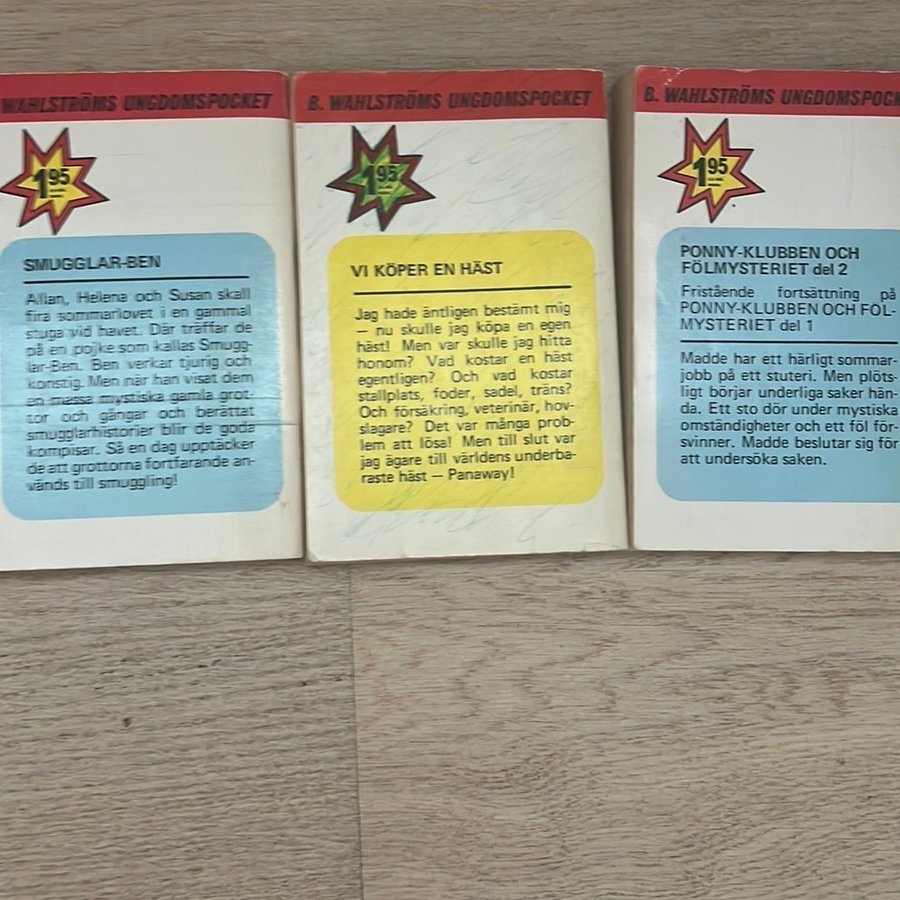 WAHLSTRÖMS UNGDOMSPOCKET
195
SMUGGLAR-BEN
Allan, Helena och Susan skall
fira sommarlovet i en gammal
stuga vid havet. Där träffar de
på en pojke som kallas Smugg-
lar-Ben. Ben verkar tjurig och
konstig. Men när han visat dem
en massa mystiska gamla grot-
tor och gångar och berättat
smugglarhistorier blir de goda
kompisar. Så en dag upptäcker
de att grottorna fortfarande an-
vänds till smuggling!
B. WAHLSTRÖMS UNGDOMSPOCKET
195
VI KÖPER EN HÄST
Jag hade äntligen bestämt mig
— nu skulle jag köpa en egen
häst! Men var skulle jag hitta
honom? Vad kostar en häst
egentligen? Och vad kostar
stallplats, foder, sadel, träns?
Och försäkring, veterinär, hov-
slagare? Det var många prob-
lem att lösa! Men till slut var
jag ägare till världens underba-
raste häst — Panaway!
B. WAHLSTRÖMS UNGDOMSPOCK
195
PONNY-KLUBBEN OCH
FÖLMYSTERIET del 2
Fristående fortsättning på
PONNY-KLUBBEN OCH FÖL-
MYSTERIET del 1
Madde har ett härligt sommar-
jobb på ett stuteri. Men plöts-
ligt börjar underliga saker hän-
da. Ett sto dör under mystiska
omständigheter och ett föl för-
svinner. Madde beslutar sig för
att undersöka saken.